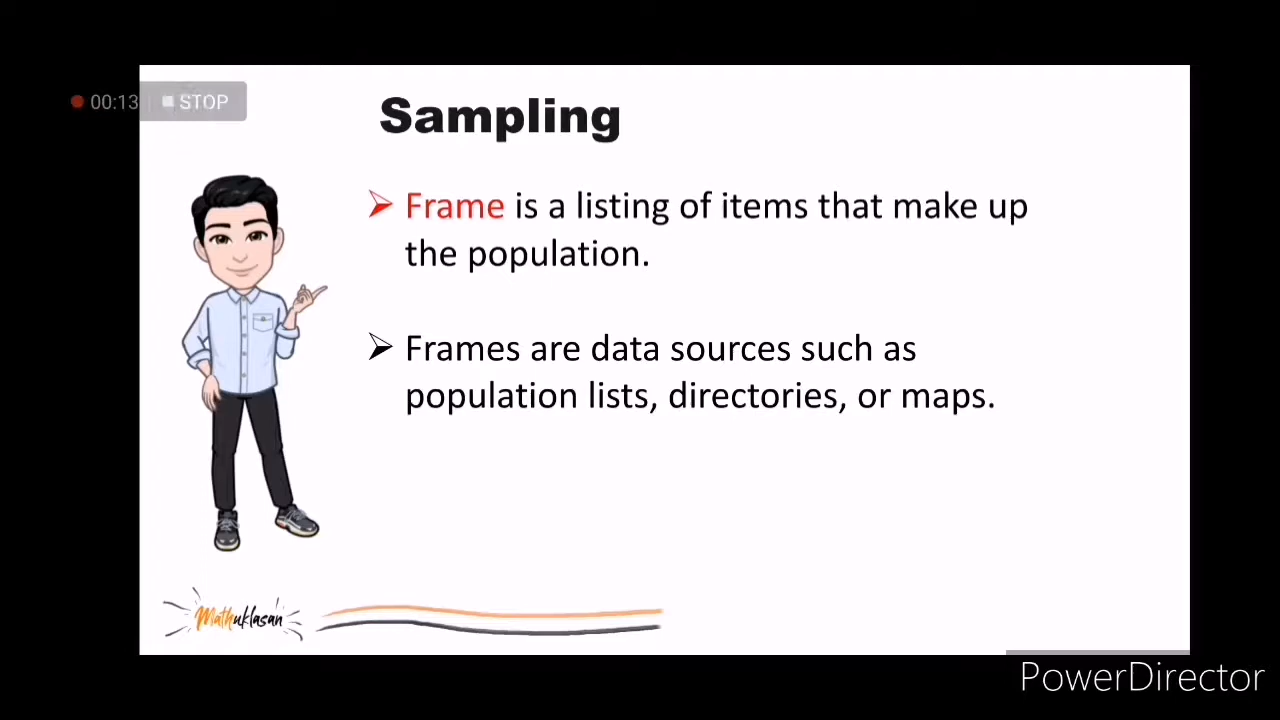 00:13 STOP
Sampling
Frame is a listing of items that make up
the population.
Frames are data sources such as
population lists, directories, or maps.
Mathuklasan
PowerDirector